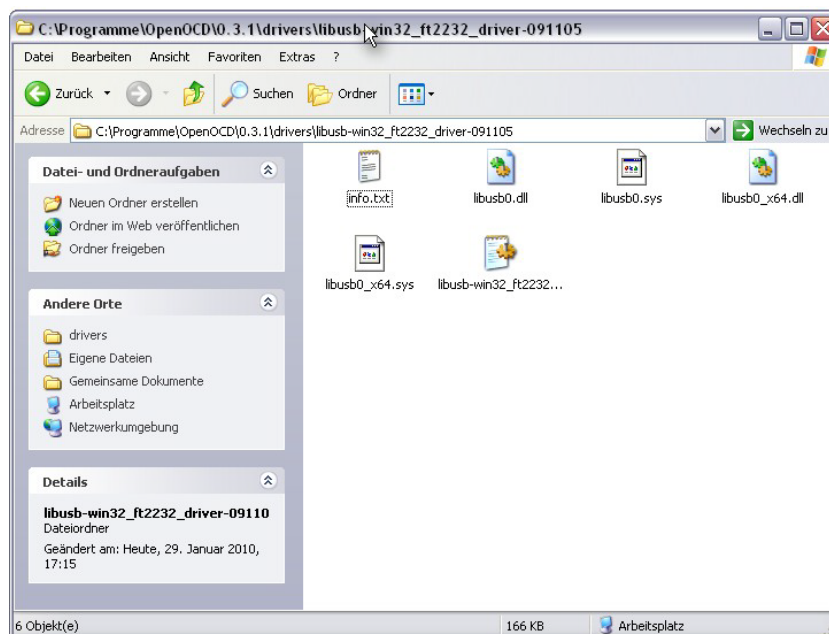 C:\Programme\OpenOCD\0.3.1\drivers\libusb-win32_ft2232_driver-091105
Datei Bearbeiten Ansicht Favoriten Extras ?
Zurück Suchen Ordner
Adresse C:\Programme\OpenOCD\0.3.1\drivers\libusb-win32_ft2232_driver-091105 Wechseln zu
Datei- und Ordneraufgaben
Neuen Ordner erstellen
Ordner im Web veröffentlichen
Ordner freigeben
Andere Orte
drivers
Eigene Dateien
Gemeinsame Dokumente
Arbeitsplatz
Netzwerkumgebung
Details
libusb-win32_ft2232_driver-09110
Dateiordner
Geändert am: Heute, 29. Januar 2010,
17:15
info.txt libusb0.dll libusb0.sys libusb0_x64.dll
libusb0_x64.sys libusb-win32_ft2232...
6 Objekt(e) 166 KB Arbeitsplatz